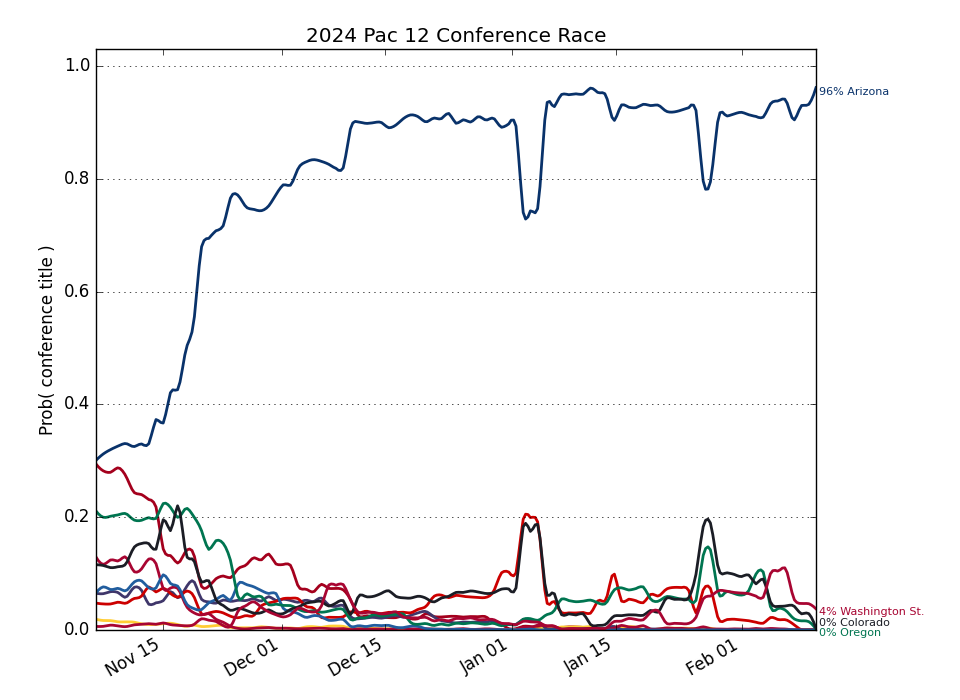 2024 Pac 12 Conference Race
Prob( conference title )
1.0
0.8
0.6
0.4
0.2
0.0
96% Arizona
4% Washington St.
0% Colorado
0% Oregon
Nov 15
Dec 01
Dec 15
Jan 01
Jan 15
Feb 01